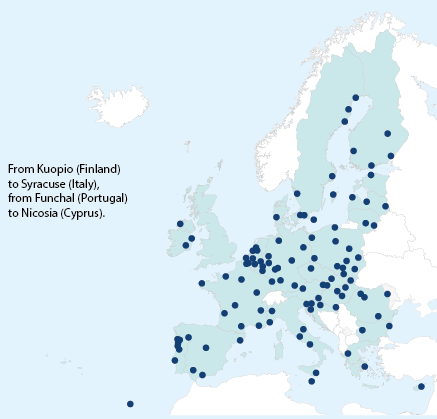 From Kuopio (Finland)
to Syracuse (Italy),
from Funchal (Portugal)
to Nicosia (Cyprus).